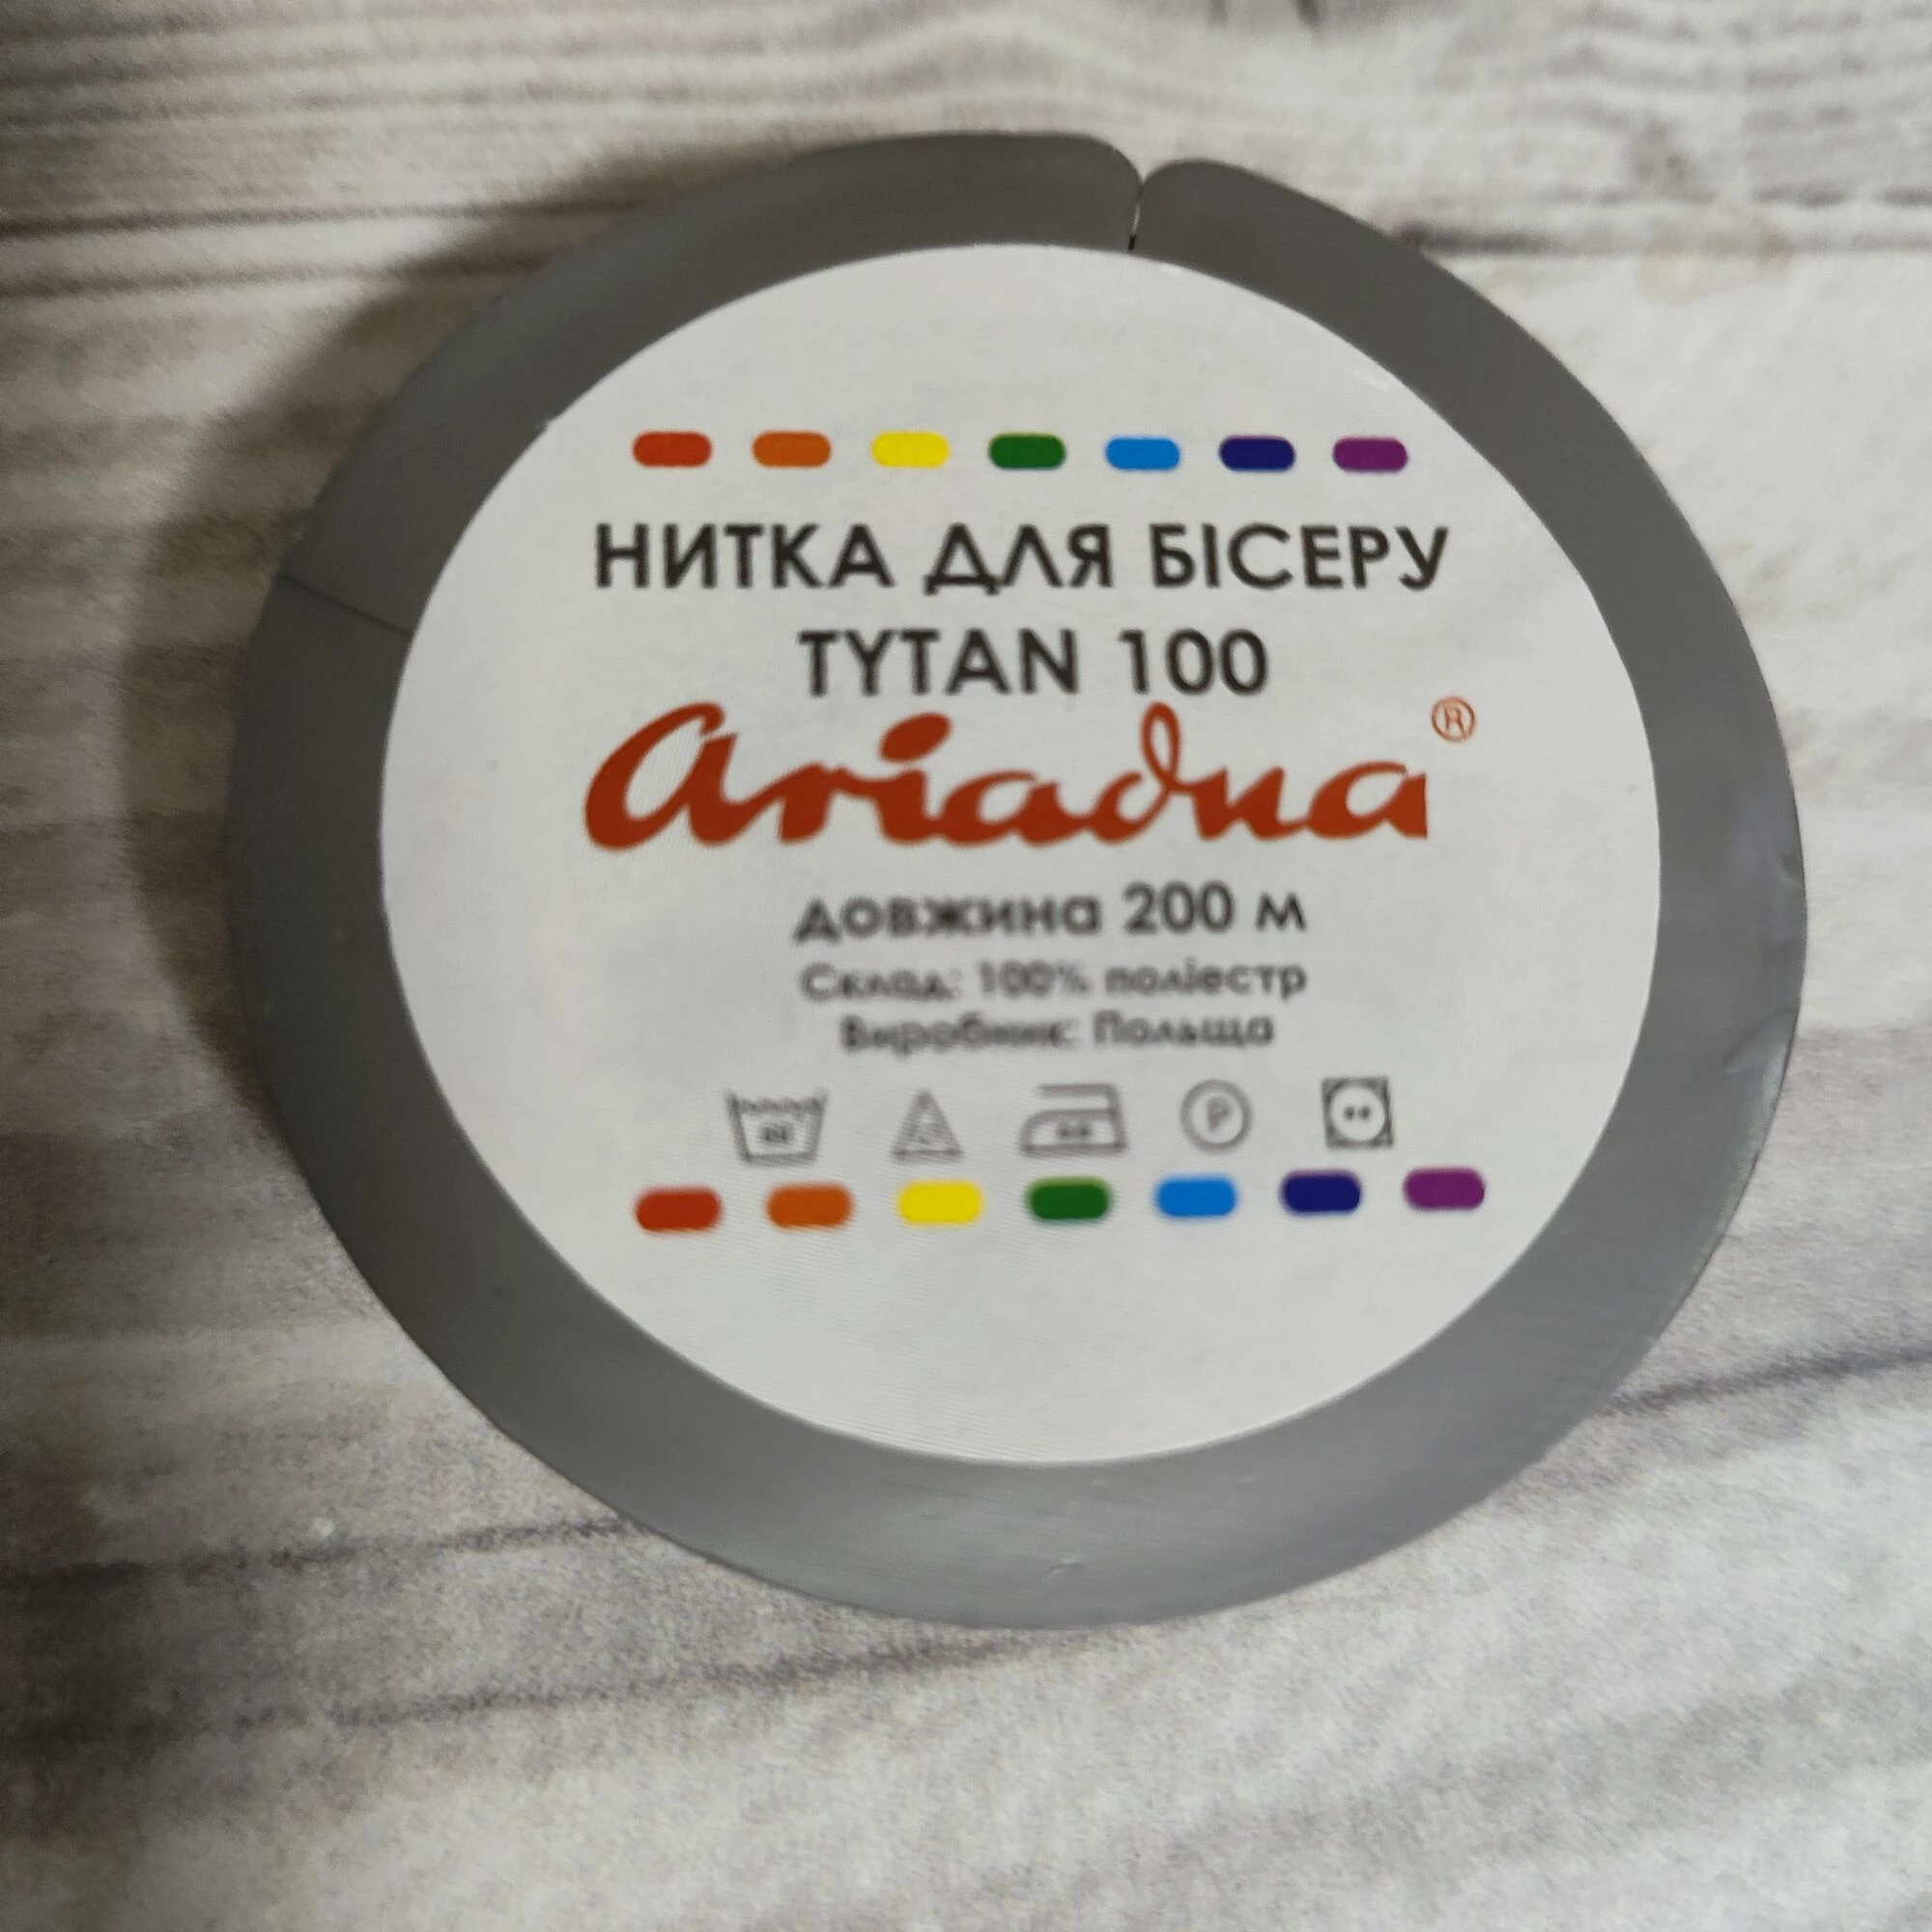 НИТКА ДЛЯ БІСЕРУ
TYTAN 100
ariadna ®
довжина 200 м
Склад: 100% поліестр
Виробник: Польща
P